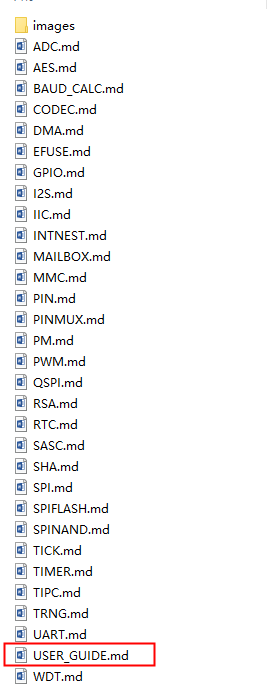 images
ADC.md
AES.md
BAUD_CALC.md
CODEC.md
DMA.md
EFUSE.md
GPIO.md
I2S.md
IIC.md
INTNEST.md
MAILBOX.md
MMC.md
PIN.md
PINMUX.md
PM.md
PWM.md
QSPI.md
RSA.md
RTC.md
SASC.md
SHA.md
SPI.md
SPIFLASH.md
SPINAND.md
TICK.md
TIMER.md
TIPC.md
TRNG.md
UART.md
USER_GUIDE.md
WDT.md